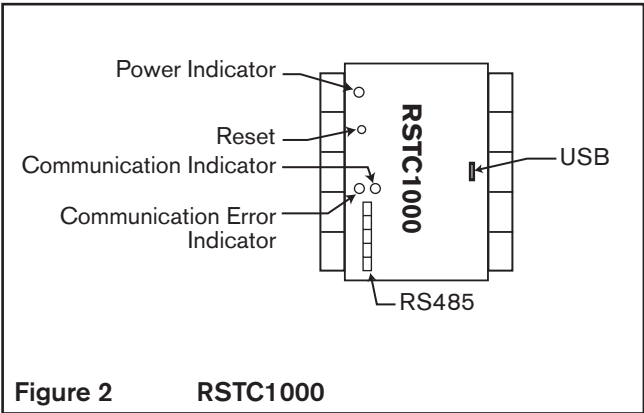 Power Indicator
Reset
Communication Indicator
Communication Error
Indicator
RSTC1000
USB
RS485
Figure 2 RSTC1000